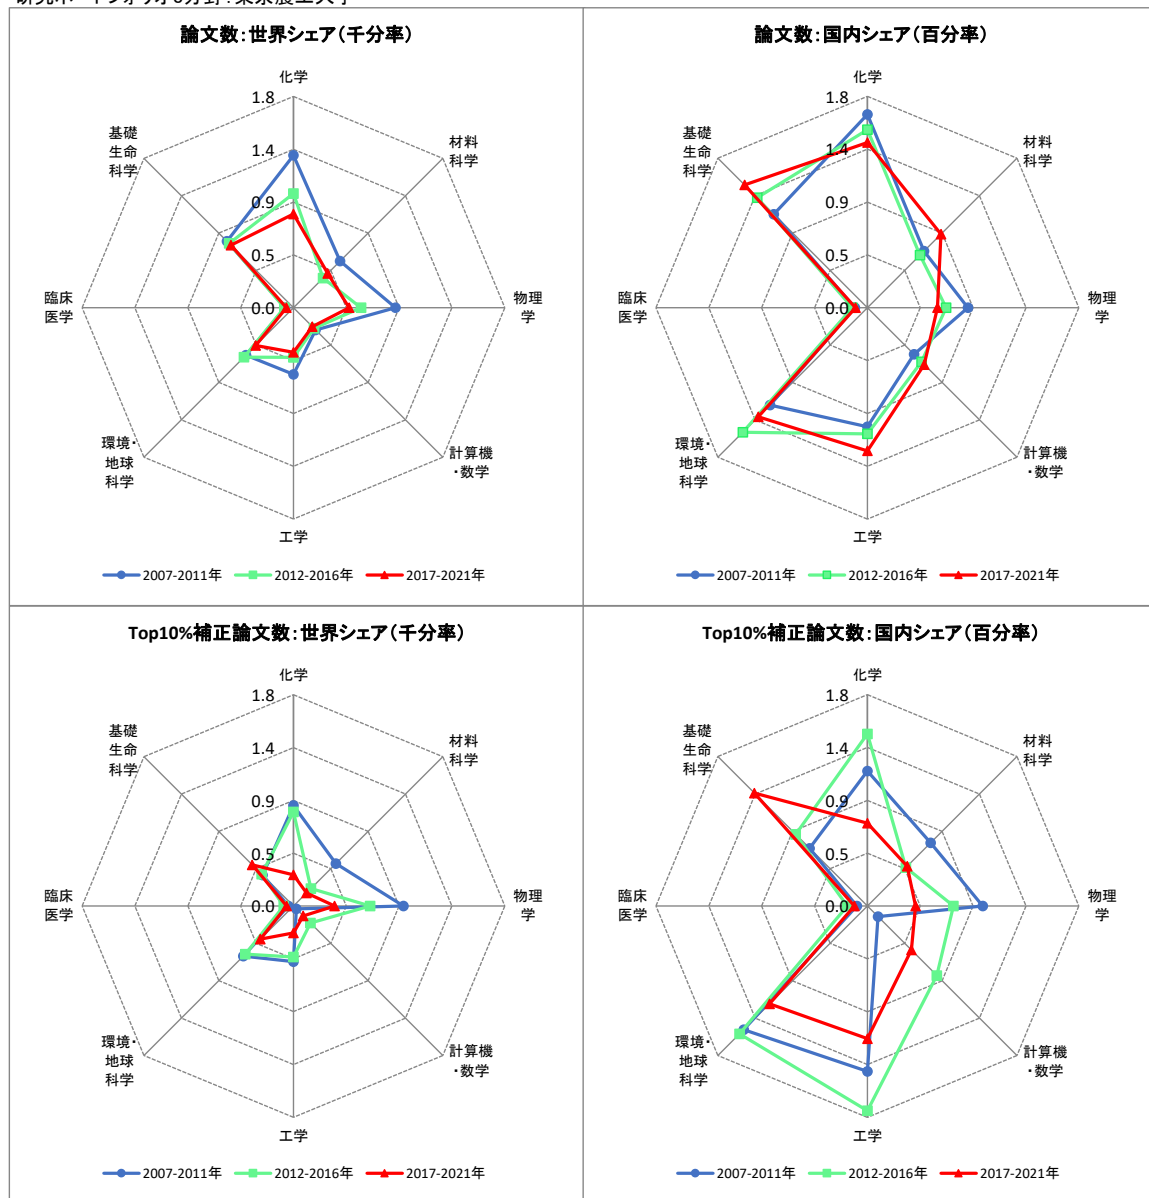 論文数:世界シェア(千分率)
化学
1.8
1.4
0.9
0.5
0.0
材料
科学
物理
学
計算機
・数学
工学
環境・
地球
科学
臨床
医学
基礎
生命
科学
2007-2011年 2012-2016年 2017-2021年
論文数:国内シェア(百分率)
化学
1.8
1.4
0.9
0.5
0.0
材料
科学
物理
学
計算機
・数学
工学
環境・
地球
科学
臨床
医学
基礎
生命
科学
2007-2011年 2012-2016年 2017-2021年
Top10%補正論文数:世界シェア(千分率)
化学
1.8
1.4
0.9
0.5
0.0
材料
科学
物理
学
計算機
・数学
工学
環境・
地球
科学
臨床
医学
基礎
生命
科学
2007-2011年 2012-2016年 2017-2021年
Top10%補正論文数:国内シェア(百分率)
化学
1.8
1.4
0.9
0.5
0.0
材料
科学
物理
学
計算機
・数学
工学
環境・
地球
科学
臨床
医学
基礎
生命
科学
2007-2011年 2012-2016年 2017-2021年